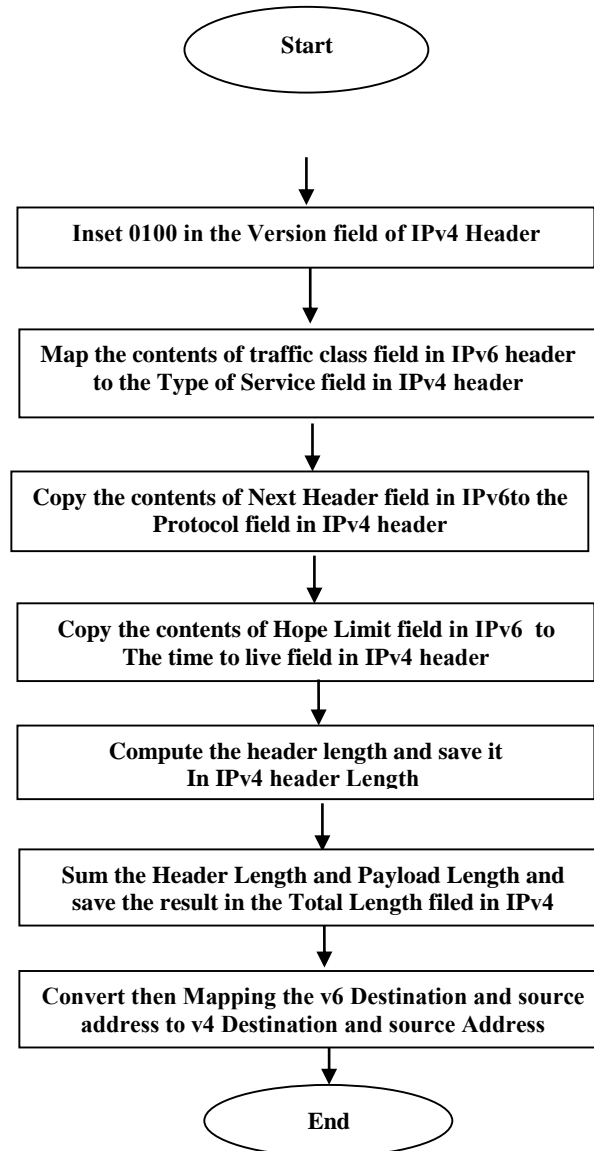 Start
Inset 0100 in the Version field of IPv4 Header
Map the contents of traffic class field in IPv6 header
to the Type of Service field in IPv4 header
Copy the contents of Next Header field in IPv6to the
Protocol field in IPv4 header
Copy the contents of Hope Limit field in IPv6 to
The time to live field in IPv4 header
Compute the header length and save it
In IPv4 header Length
Sum the Header Length and Payload Length and
save the result in the Total Length filed in IPv4
Convert then Mapping the v6 Destination and source
address to v4 Destination and source Address
End